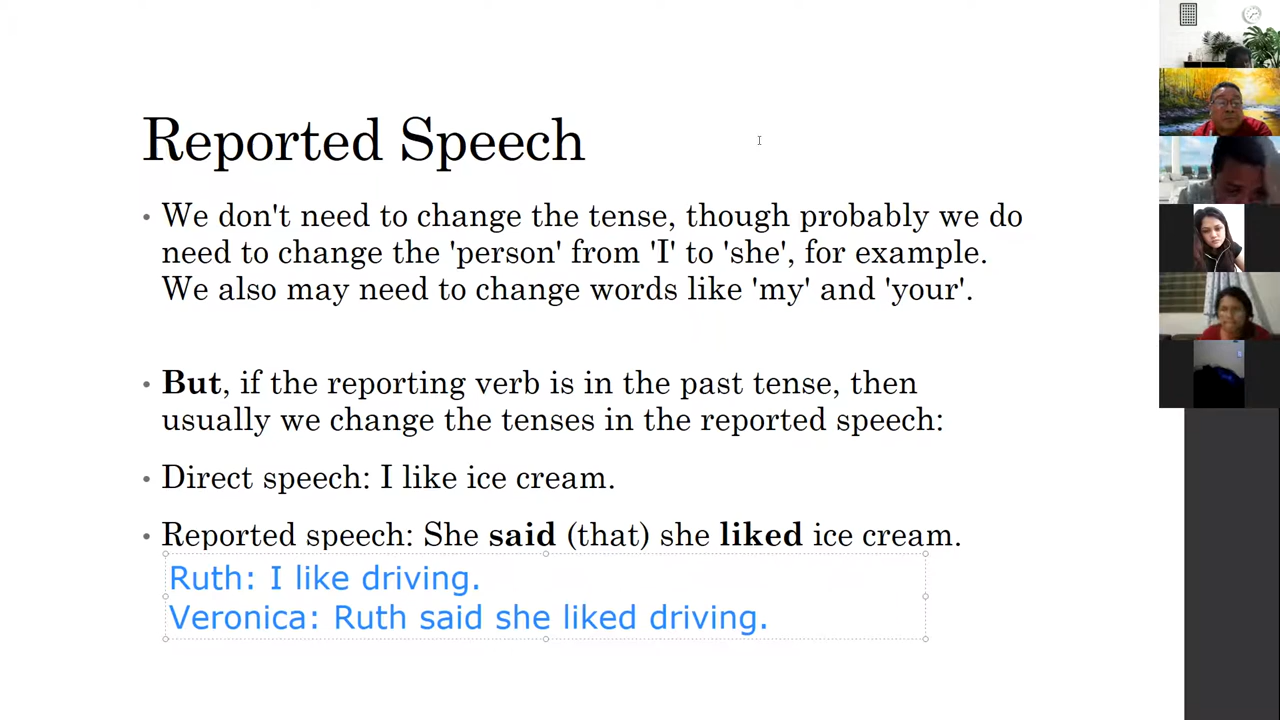 Reported Speech
• We don't need to change the tense, though probably we do
need to change the 'person' from 'I' to 'she', for example.
We also may need to change words like 'my' and 'your'.
• But, if the reporting verb is in the past tense, then
usually we change the tenses in the reported speech:
• Direct speech: I like ice cream.
• Reported speech: She said (that) she liked ice cream.
Ruth: I like driving.
Veronica: Ruth said she liked driving.